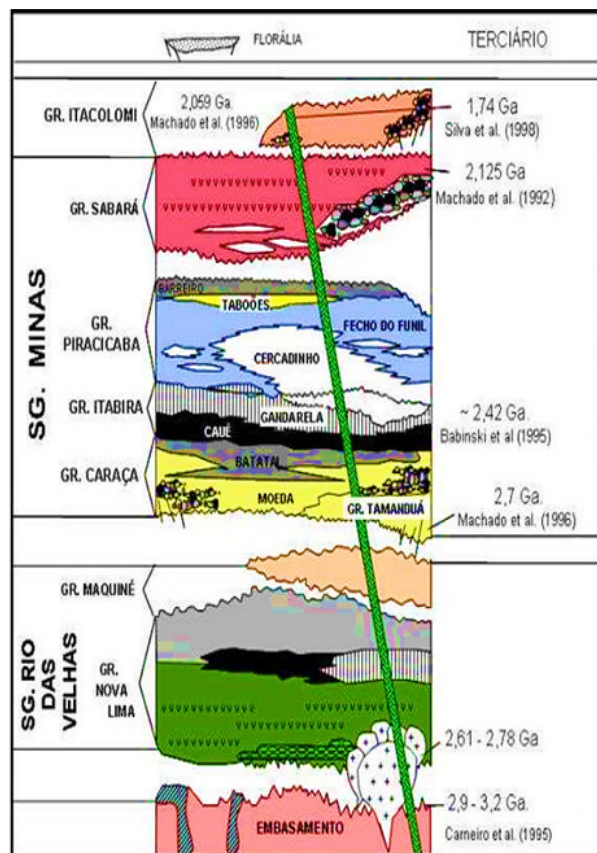 FLORÁLIA
TERCIÁRIO
GR. ITACOLOMI
2,059 Ga.
Machado et al. (1996)
1,74 Ga
Silva et al. (1998)
SG. MINAS
GR. SABARÁ
2,125 Ga
Machado et al. (1992)
GR.
PIRACICABA
BARREIRO
TABOÕES
FECHO DO FUNIL
CERCADINHO
GR. ITABIRA
GANDARELA
CAUÊ
~ 2,42 Ga.
Babinski et al (1995)
GR. CARAÇA
BATATAL
MOEDA
GR. TAMANDUÁ
2,7 Ga.
Machado et al. (1996)
SG. RIO
DAS
VELHAS
GR. MAQUINÉ
GR.
NOVA
LIMA
2,61 - 2,78 Ga
EMBASAMENTO
2,9 - 3,2 Ga.
Carneiro et al. (1995)